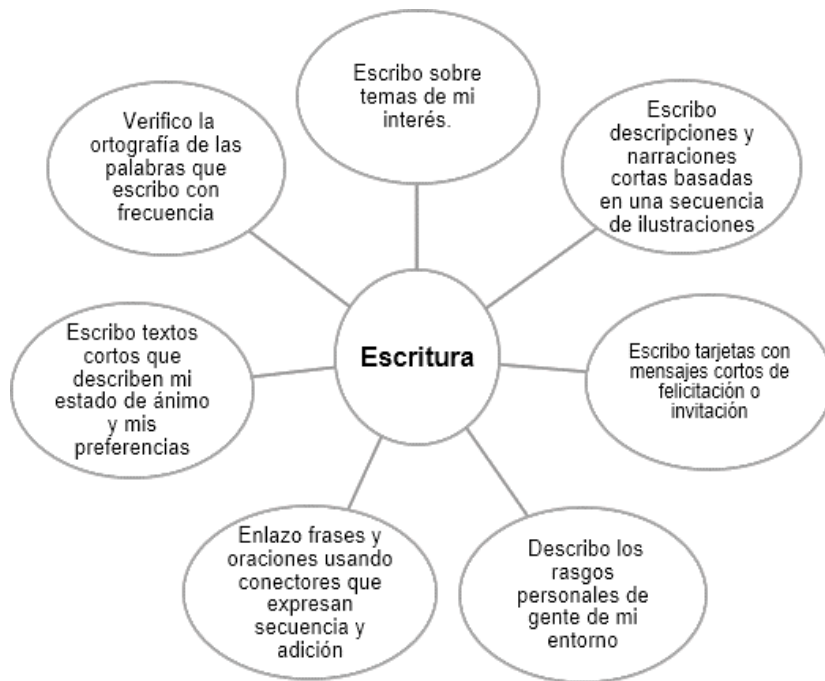 Escribo sobre
temas de mi
interés.
Escribo
descripciones y
narraciones
cortas basadas
en una secuencia
de ilustraciones
Escribo tarjetas con
mensajes cortos de
felicitación o
invitación
Describo los
rasgos
personales de
gente de mi
entorno
Enlazo frases y
oraciones usando
conectores que
expresan
secuencia y
adición
Escribo textos
cortos que
describen mi
estado de ánimo
y mis
preferencias
Verifico la
ortografía de las
palabras que
escribo con
frecuencia
Escritura